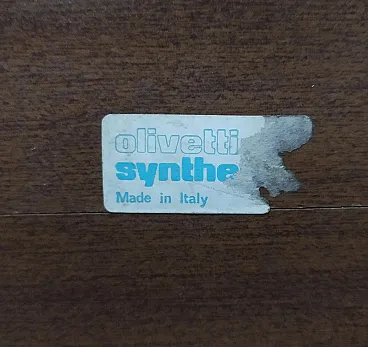 olivetti
synthe
Made in Italy